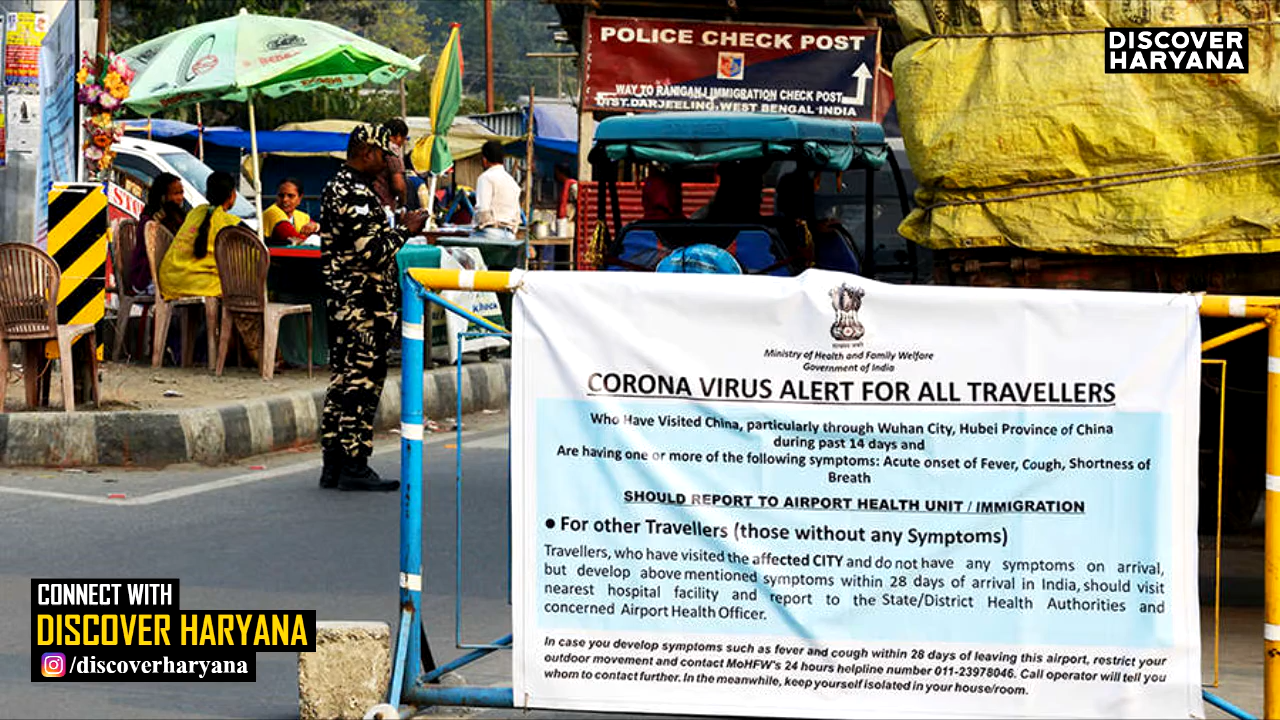 DISCOVER
HARYANA
POLICE CHECK POST
WAY TO RANIGANJ IMMIGRATION CHECK POST
DIST.DARJEELING, WEST BENGAL INDIA
STOP
Ministry of Health and Family Welfare
Government of India
CORONA VIRUS ALERT FOR ALL TRAVELLERS
Who Have Visited China, particularly through Wuhan City, Hubei Province of China
during past 14 days and
Are having one or more of the following symptoms: Acute onset of Fever, Cough, Shortness of
Breath
SHOULD REPORT TO AIRPORT HEALTH UNIT / IMMIGRATION
● For other Travellers (those without any Symptoms)
Travellers, who have visited the affected CITY and do not have any symptoms on arrival,
but develop above mentioned symptoms within 28 days of arrival in India, should visit
nearest hospital facility and report to the State/District Health Authorities and
concerned Airport Health Officer.
In case you develop symptoms such as fever and cough within 28 days of leaving this airport, restrict your
outdoor movement and contact MoHFW's 24 hours helpline number 011-23978046. Call operator will tell you
whom to contact further. In the meanwhile, keep yourself isolated in your house/room.
CONNECT WITH
DISCOVER HARYANA
/discoverharyana